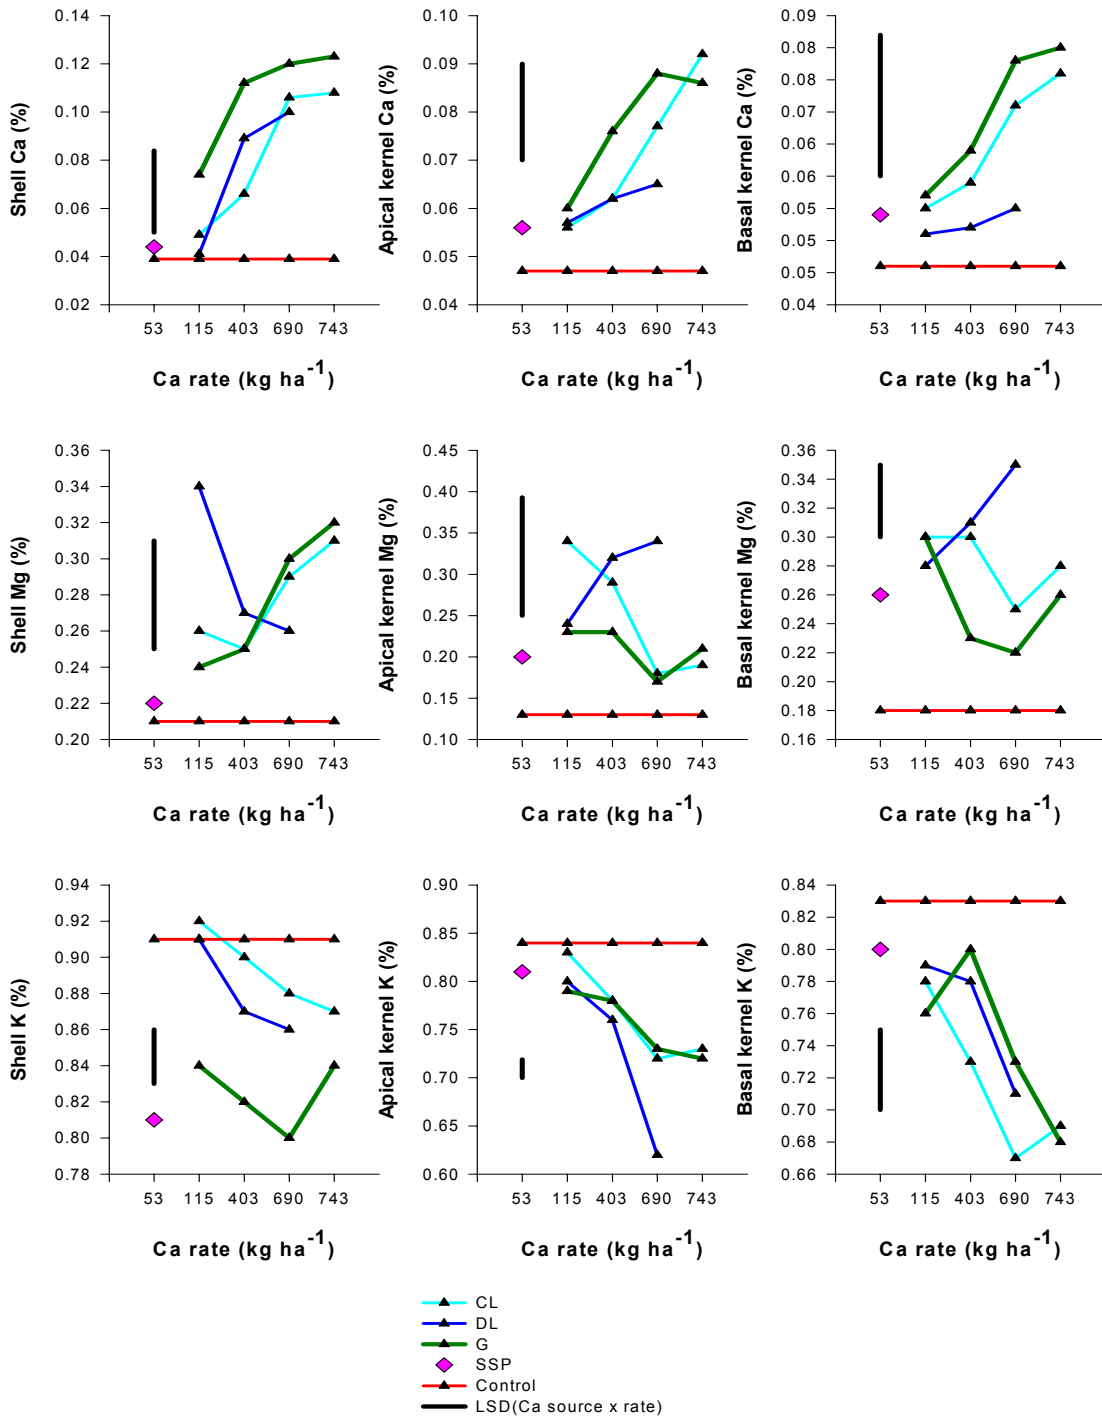 Shell Ca (%)
0.14
0.12
0.10
0.08
0.06
0.04
0.02
53 115 403 690 743
Ca rate (kg ha-1)
Apical kernel Ca (%)
0.10
0.09
0.08
0.07
0.06
0.05
0.04
53 115 403 690 743
Ca rate (kg ha-1)
Basal kernel Ca (%)
0.09
0.08
0.08
0.07
0.06
0.06
0.05
0.05
0.05
0.04
53 115 403 690 743
Ca rate (kg ha-1)
Shell Mg (%)
0.36
0.34
0.32
0.30
0.28
0.26
0.24
0.22
0.20
53 115 403 690 743
Ca rate (kg ha-1)
Apical kernel Mg (%)
0.45
0.40
0.35
0.30
0.25
0.20
0.15
0.10
53 115 403 690 743
Ca rate (kg ha-1)
Basal kernel Mg (%)
0.36
0.33
0.30
0.28
0.26
0.24
0.22
0.20
0.18
0.16
53 115 403 690 743
Ca rate (kg ha-1)
Shell K (%)
0.94
0.92
0.90
0.88
0.86
0.84
0.82
0.80
0.78
53 115 403 690 743
Ca rate (kg ha-1)
Apical kernel K (%)
0.90
0.85
0.80
0.75
0.70
0.65
0.60
53 115 403 690 743
Ca rate (kg ha-1)
Basal kernel K (%)
0.84
0.82
0.80
0.78
0.76
0.74
0.72
0.70
0.68
0.66
53 115 403 690 743
Ca rate (kg ha-1)
CL
DL
G
SSP
Control
LSD(Ca source x rate)